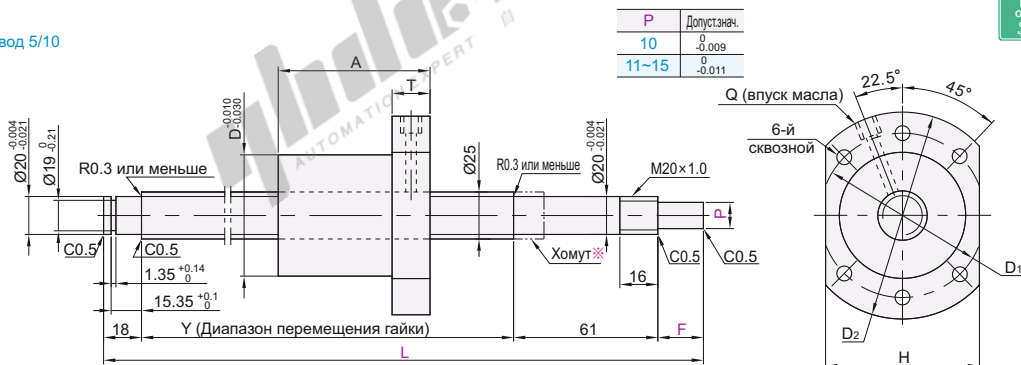 вод 5/10
P Допуст.знач.
10 0 -0.009
11~15 0 -0.011
AUTOMATION EXPERT
自
A
T
D -0.010 -0.030
Ø20 -0.004 -0.021
Ø19 0 -0.21
R0.3 или меньше
Ø25
R0.3 или меньше
Ø20 -0.004 -0.021
M20×1.0
P
C0.5
C0.5
Хомут※
C0.5
C0.5
1.35 +0.14 0
16
15.35 +0.1 0
18
Y (Диапазон перемещения гайки)
61
F
L
22.5°
45°
Q (впуск масла)
6-й
сквозной
D1
D2
H